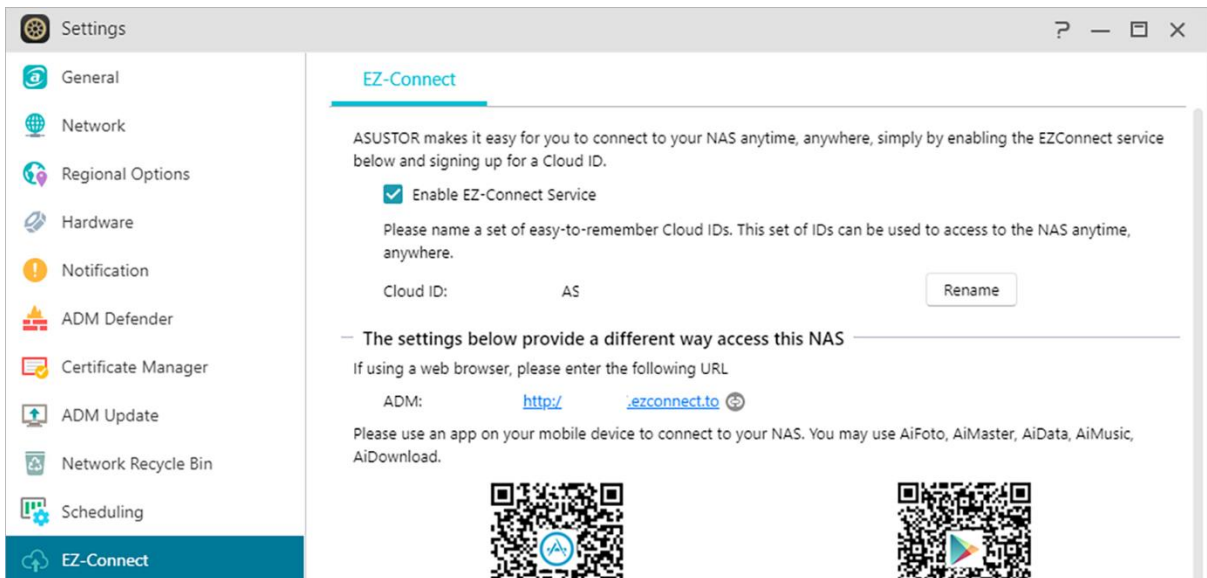 Settings
General
Network
Regional Options
Hardware
Notification
ADM Defender
Certificate Manager
ADM Update
Network Recycle Bin
Scheduling
EZ-Connect
EZ-Connect
ASUSTOR makes it easy for you to connect to your NAS anytime, anywhere, simply by enabling the EZConnect service
below and signing up for a Cloud ID.
Enable EZ-Connect Service
Please name a set of easy-to-remember Cloud IDs. This set of IDs can be used to access to the NAS anytime,
anywhere.
Cloud ID: AS Rename
The settings below provide a different way access this NAS
If using a web browser, please enter the following URL
ADM: http:/ .ezconnect.to
Please use an app on your mobile device to connect to your NAS. You may use AiFoto, AiMaster, AiData, AiMusic,
AiDownload.